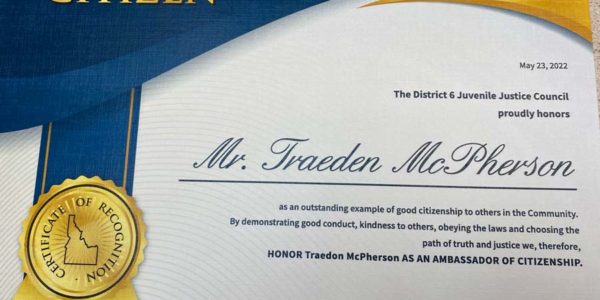 CITIZEN
May 23, 2022
The District 6 Juvenile Justice Council
proudly honors
Mr. Traeden McPherson
as an outstanding example of good citizenship to others in the Community.
By demonstrating good conduct, kindness to others, obeying the laws and choosing the
path of truth and justice we, therefore,
HONOR Traedon McPherson AS AN AMBASSADOR OF CITIZENSHIP.
CERTIFICATE OF RECOGNITION